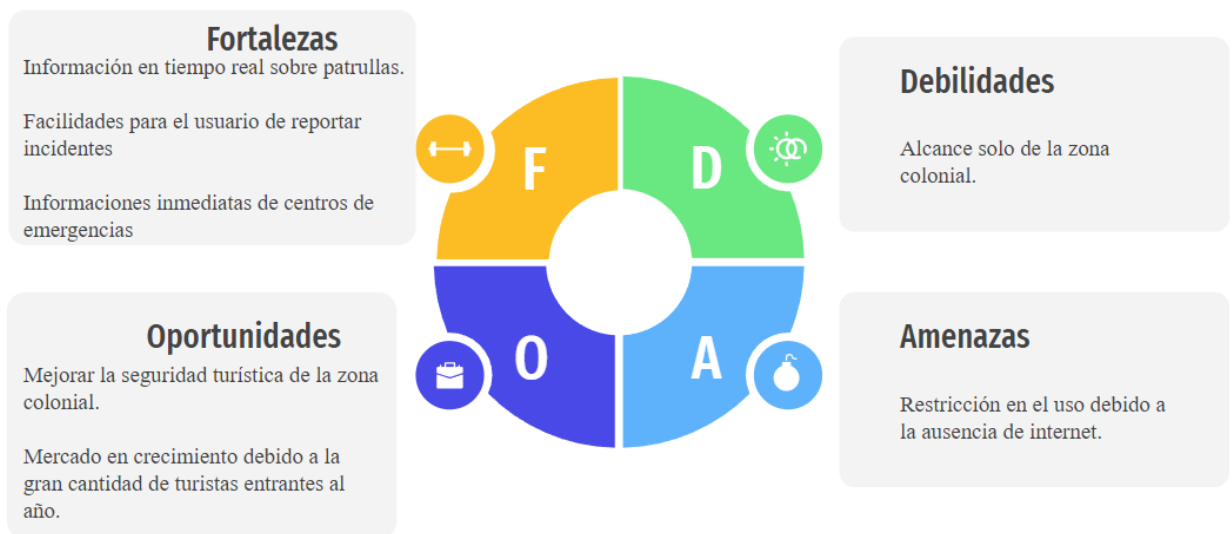 Fortalezas
Información en tiempo real sobre patrullas.
Facilidades para el usuario de reportar
incidentes
Informaciones inmediatas de centros de
emergencias
F
D
Debilidades
Alcance solo de la zona
colonial.
Oportunidades
Mejorar la seguridad turística de la zona
colonial.
Mercado en crecimiento debido a la
gran cantidad de turistas entrantes al
año.
O
A
Amenazas
Restricción en el uso debido a
la ausencia de internet.